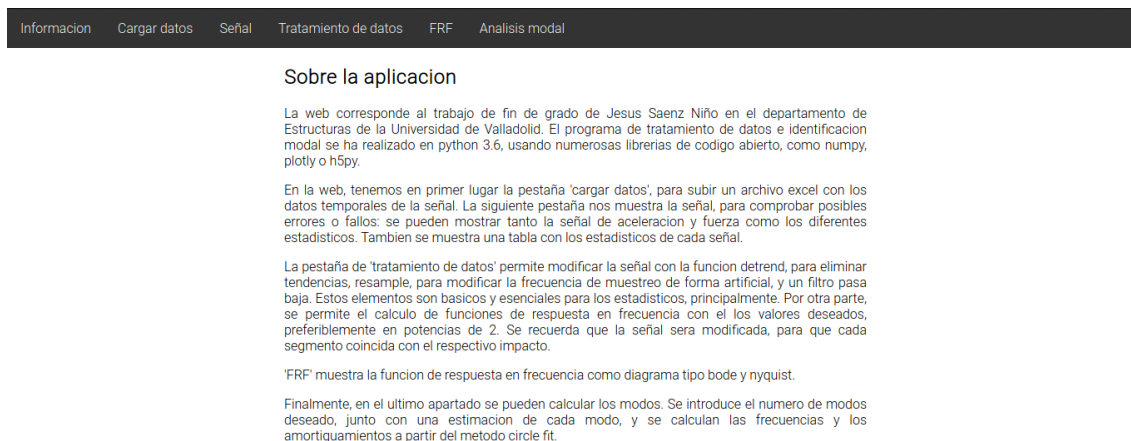 Informacion Cargar datos Señal Tratamiento de datos FRF Analisis modal
Sobre la aplicacion
La web corresponde al trabajo de fin de grado de Jesus Saenz Niño en el departamento de
Estructuras de la Universidad de Valladolid. El programa de tratamiento de datos e identificacion
modal se ha realizado en python 3.6, usando numerosas librerias de codigo abierto, como numpy,
plotly o h5py.
En la web, tenemos en primer lugar la pestaña 'cargar datos', para subir un archivo excel con los
datos temporales de la señal. La siguiente pestaña nos muestra la señal, para comprobar posibles
errores o fallos: se pueden mostrar tanto la señal de aceleracion y fuerza como los diferentes
estadisticos. Tambien se muestra una tabla con los estadisticos de cada señal.
La pestaña de 'tratamiento de datos' permite modificar la señal con la funcion detrend, para eliminar
tendencias, resample, para modificar la frecuencia de muestreo de forma artificial, y un filtro pasa
baja. Estos elementos son basicos y esenciales para los estadisticos, principalmente. Por otra parte,
se permite el calculo de funciones de respuesta en frecuencia con el los valores deseados,
preferiblemente en potencias de 2. Se recuerda que la señal sera modificada, para que cada
segmento coincida con el respectivo impacto.
'FRF' muestra la funcion de respuesta en frecuencia como diagrama tipo bode y nyquist.
Finalmente, en el ultimo apartado se pueden calcular los modos. Se introduce el numero de modos
deseado, junto con una estimacion de cada modo, y se calculan las frecuencias y los
amortiguamientos a partir del metodo circle fit.